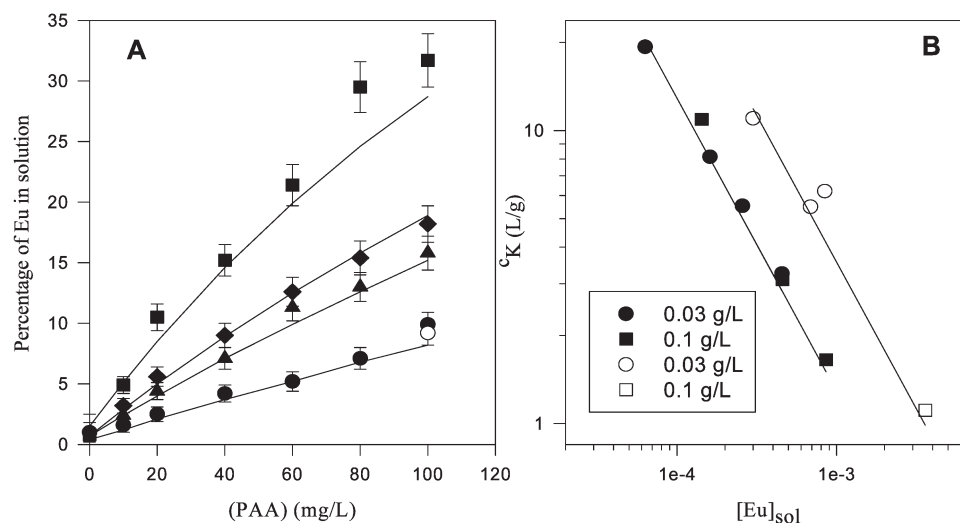 A
35
30
25
20
15
10
5
0
Percentage of Eu in solution
0 20 40 60 80 100 120
(PAA) (mg/L)
B
10
1
cK (L/g)
0.03 g/L
0.1 g/L
0.03 g/L
0.1 g/L
1e-4 1e-3
[Eu]sol